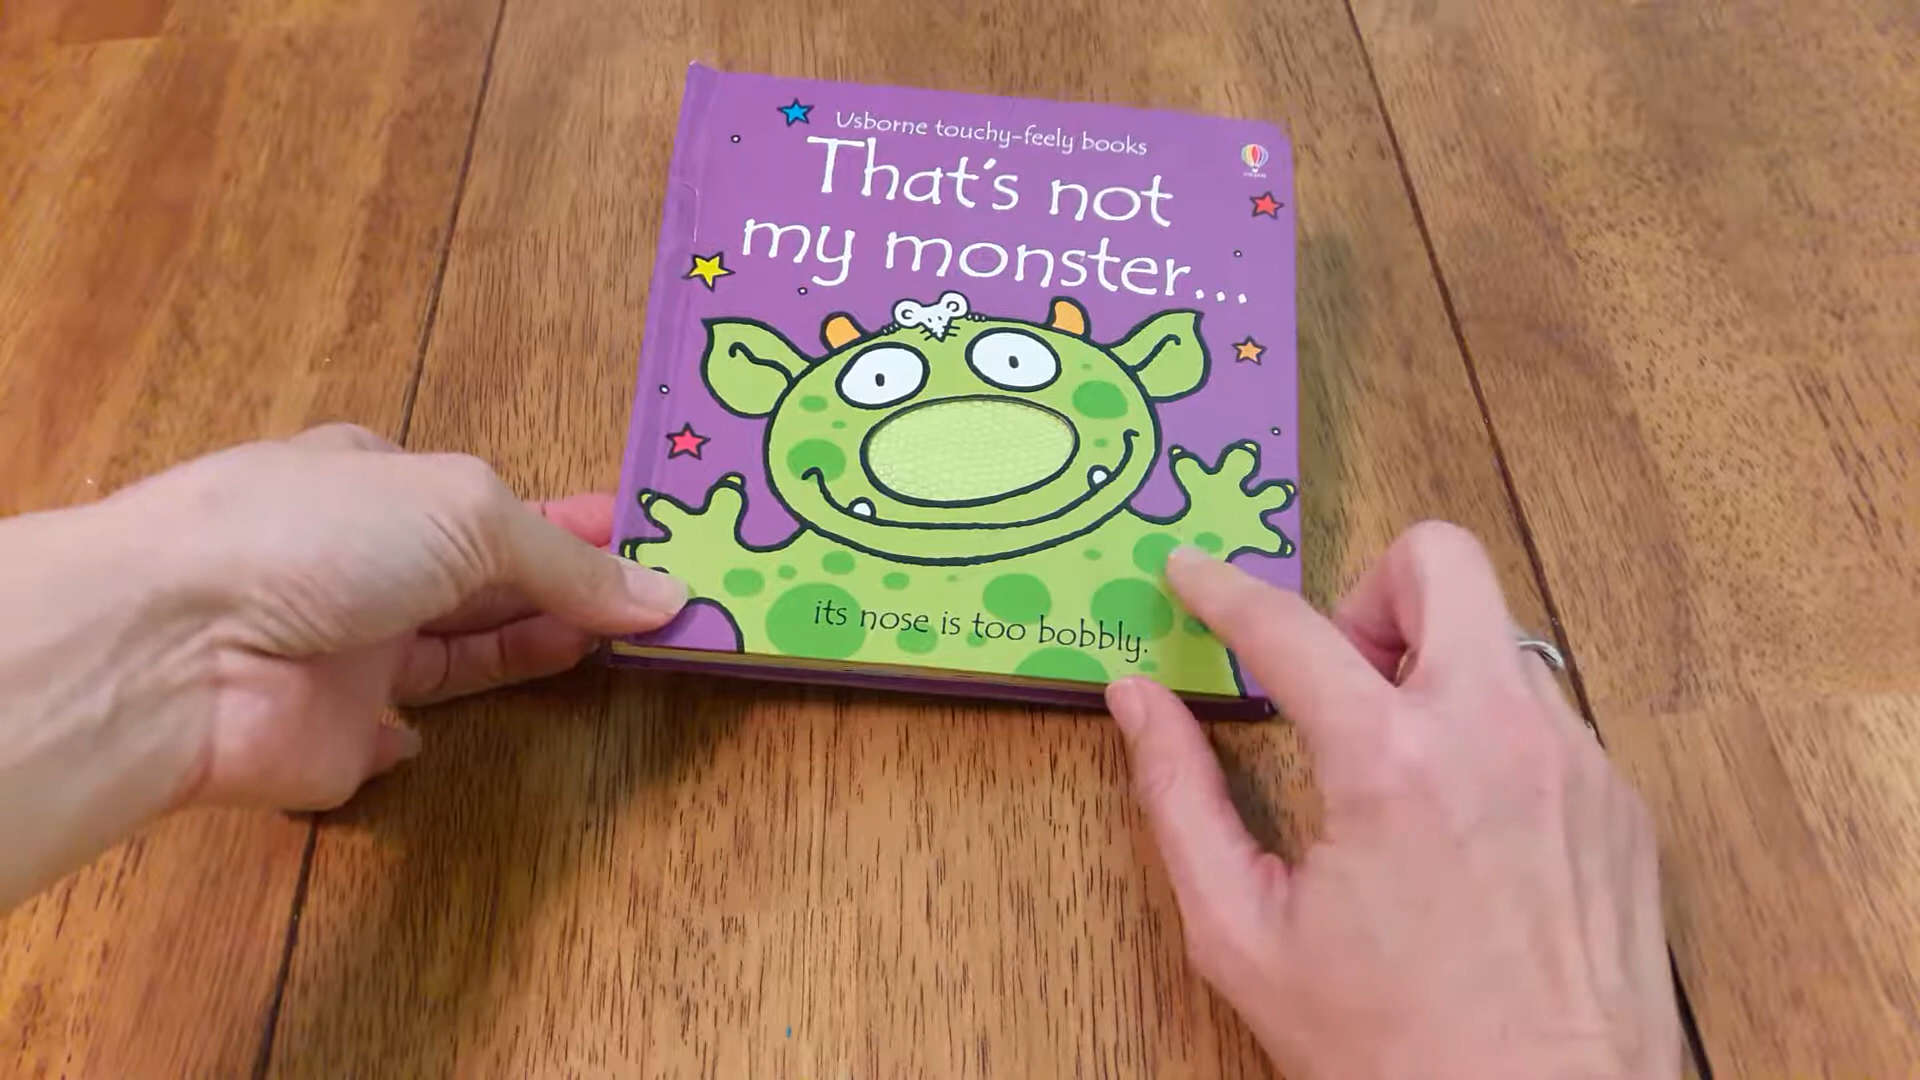 Usborne touchy-feely books
That's not
my monster...
its nose is too bobbly.